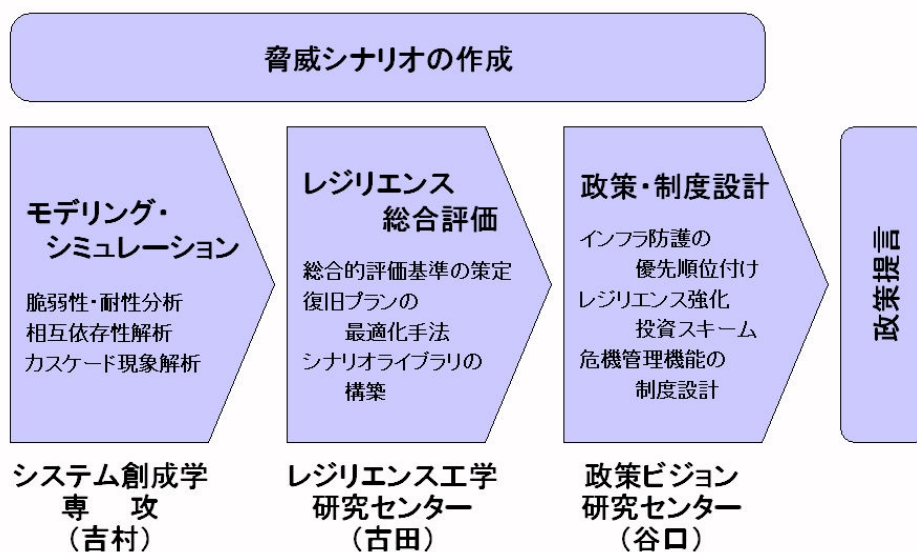 脅威シナリオの作成
モデリング・
シミュレーション
脆弱性・耐性分析
相互依存性解析
カスケード現象解析
システム創成学
専　攻
（吉村）
レジリエンス
総合評価
総合的評価基準の策定
復旧プランの
最適化手法
シナリオライブラリの
構築
レジリエンス工学
研究センター
（古田）
政策・制度設計
インフラ防護の
優先順位付け
レジリエンス強化
投資スキーム
危機管理機能の
制度設計
政策ビジョン
研究センター
（谷口）
政策提言